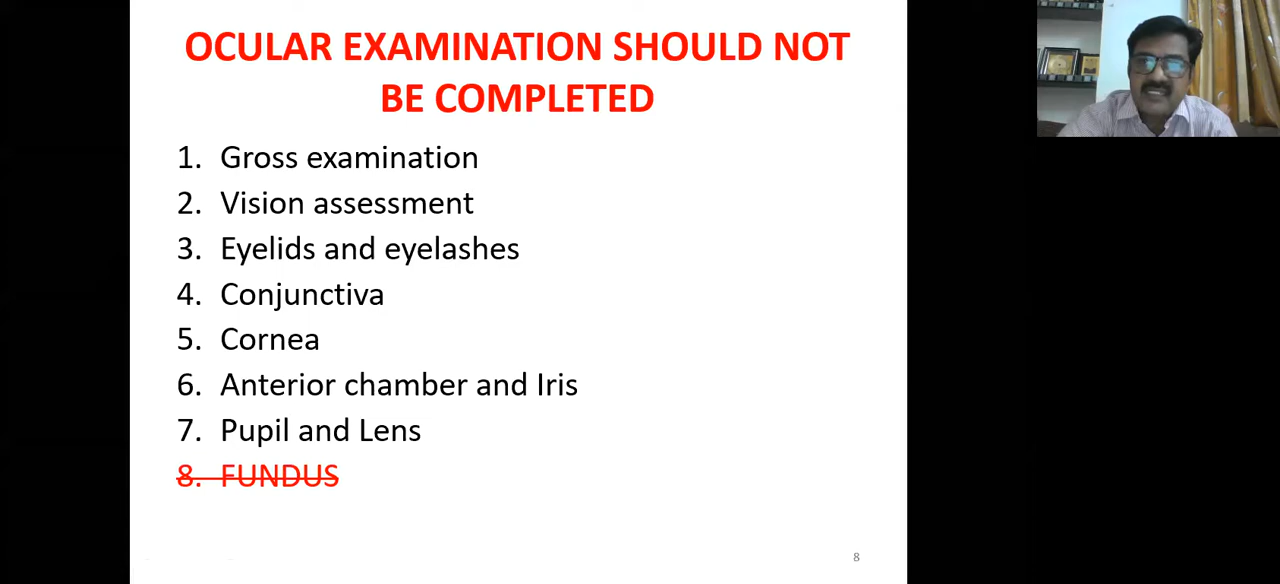 OCULAR EXAMINATION SHOULD NOT
BE COMPLETED
1. Gross examination
2. Vision assessment
3. Eyelids and eyelashes
4. Conjunctiva
5. Cornea
6. Anterior chamber and Iris
7. Pupil and Lens
8. FUNDUS
8